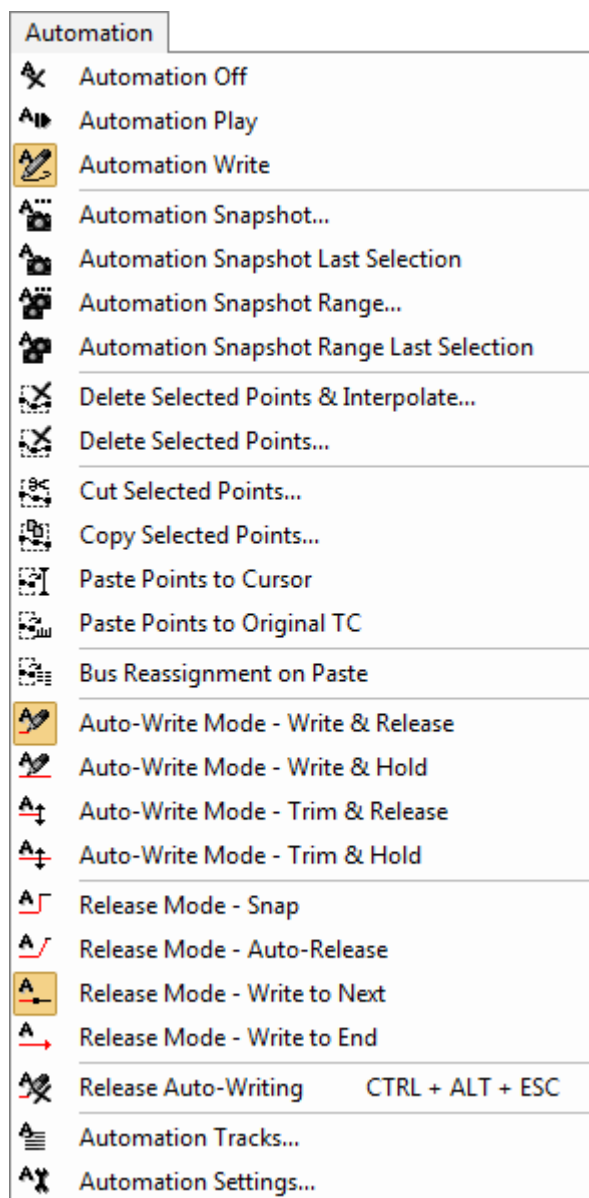 Automation
Automation Off
Automation Play
Automation Write
Automation Snapshot...
Automation Snapshot Last Selection
Automation Snapshot Range...
Automation Snapshot Range Last Selection
Delete Selected Points & Interpolate...
Delete Selected Points...
Cut Selected Points...
Copy Selected Points...
Paste Points to Cursor
Paste Points to Original TC
Bus Reassignment on Paste
Auto-Write Mode - Write & Release
Auto-Write Mode - Write & Hold
Auto-Write Mode - Trim & Release
Auto-Write Mode - Trim & Hold
Release Mode - Snap
Release Mode - Auto-Release
Release Mode - Write to Next
Release Mode - Write to End
Release Auto-Writing CTRL + ALT + ESC
Automation Tracks...
Automation Settings...